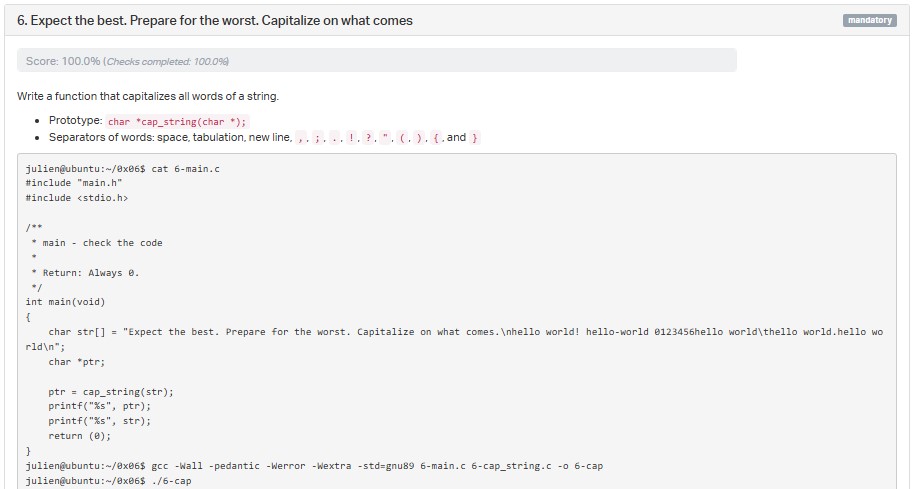 6. Expect the best. Prepare for the worst. Capitalize on what comes
mandatory
Score: 100.0% (Checks completed: 100.0%)
Write a function that capitalizes all words of a string.
• Prototype: char *cap_string(char *);
• Separators of words: space, tabulation, new line, ,, ;, ., !, ?, ", (, ), {, and }
julien@ubuntu:~/0x06$ cat 6-main.c
#include "main.h"
#include <stdio.h>
/**
 * main - check the code
 *
 * Return: Always 0.
 */
int main(void)
{
    char str[] = "Expect the best. Prepare for the worst. Capitalize on what comes.\nhello world! hello-world 0123456hello world\thello world.hello wo
rld\n";
    char *ptr;
    ptr = cap_string(str);
    printf("%s", ptr);
    printf("%s", str);
    return (0);
}
julien@ubuntu:~/0x06$ gcc -Wall -pedantic -Werror -Wextra -std=gnu89 6-main.c 6-cap_string.c -o 6-cap
julien@ubuntu:~/0x06$ ./6-cap